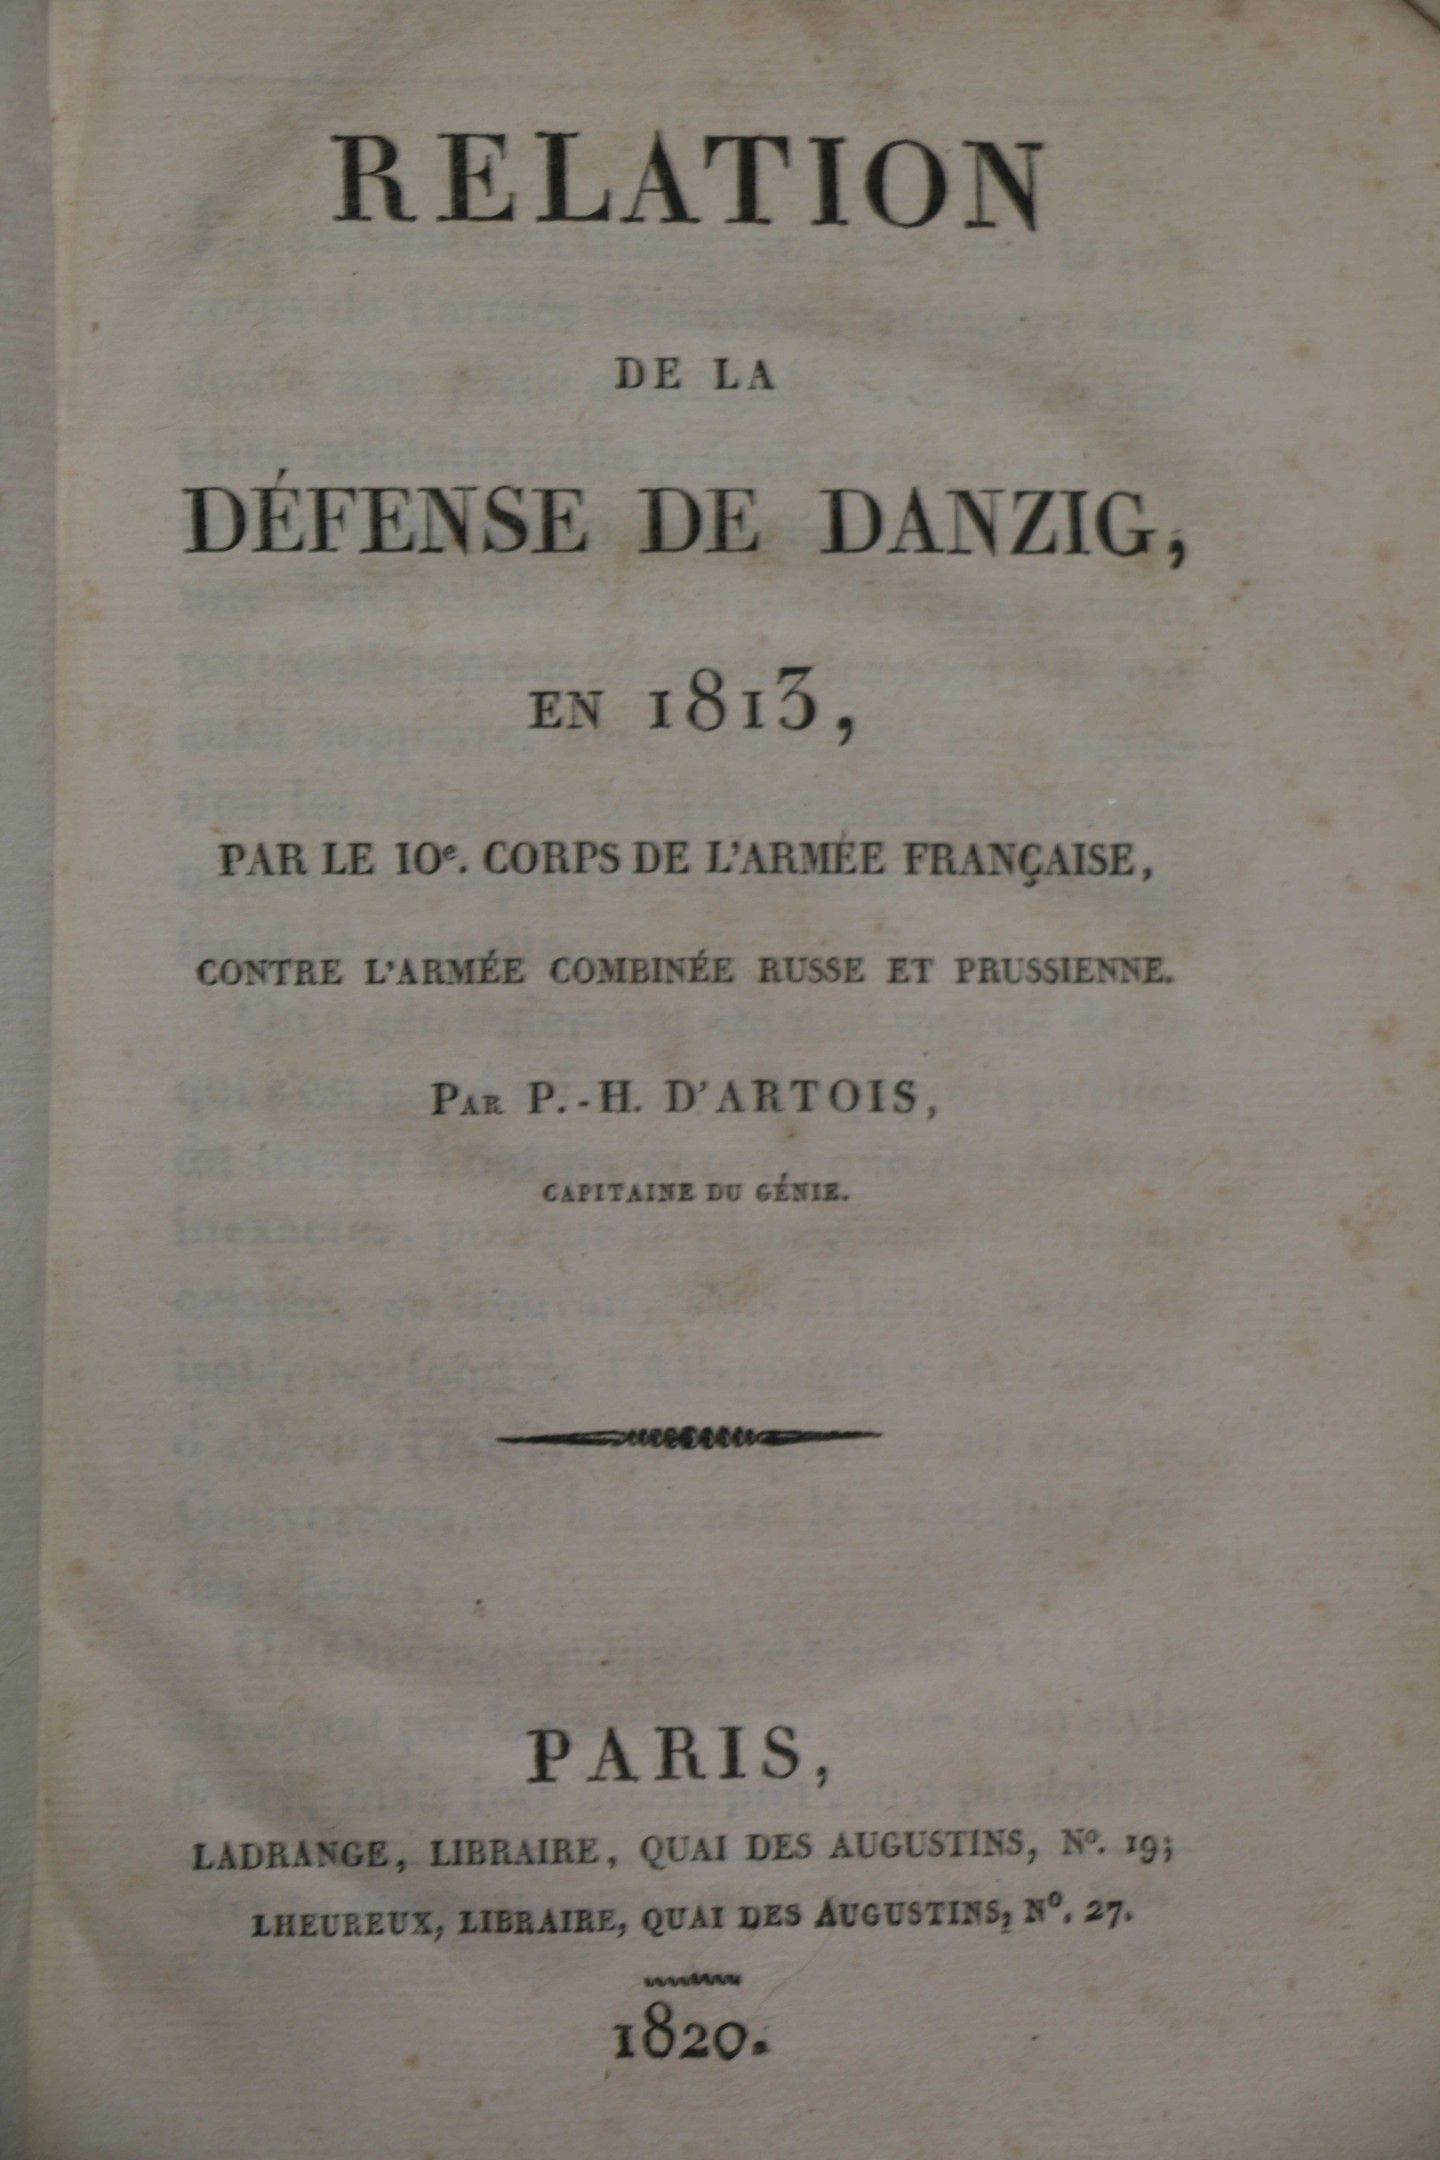 RELATION
DE LA
DÉFENSE DE DANZIG,
EN 1813,
PAR LE 10e. CORPS DE L'ARMÉE FRANÇAISE,
CONTRE L'ARMÉE COMBINÉE RUSSE ET PRUSSIENNE.
PAR P.-H. D'ARTOIS,
CAPITAINE DU GÉNIE.
PARIS,
LADRANGE, LIBRAIRE, QUAI DES AUGUSTINS, No. 19;
LHEUREUX, LIBRAIRE, QUAI DES AUGUSTINS, No. 27.
1820.